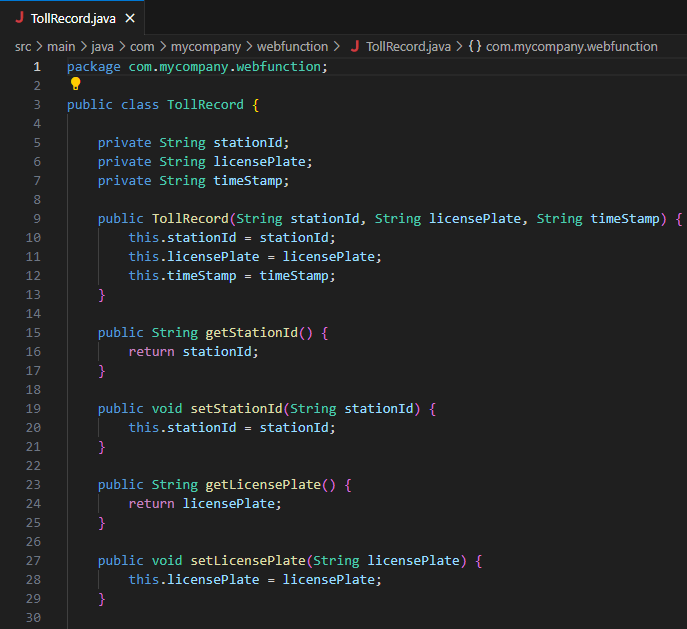 J TollRecord.java ×
src > main > java > com > mycompany > webfunction > J TollRecord.java > {} com.mycompany.webfunction
1 package com.mycompany.webfunction;
2
3 public class TollRecord {
4
5     private String stationId;
6     private String licensePlate;
7     private String timeStamp;
8
9     public TollRecord(String stationId, String licensePlate, String timeStamp) {
10         this.stationId = stationId;
11         this.licensePlate = licensePlate;
12         this.timeStamp = timeStamp;
13     }
14
15     public String getStationId() {
16         return stationId;
17     }
18
19     public void setStationId(String stationId) {
20         this.stationId = stationId;
21     }
22
23     public String getLicensePlate() {
24         return licensePlate;
25     }
26
27     public void setLicensePlate(String licensePlate) {
28         this.licensePlate = licensePlate;
29     }
30